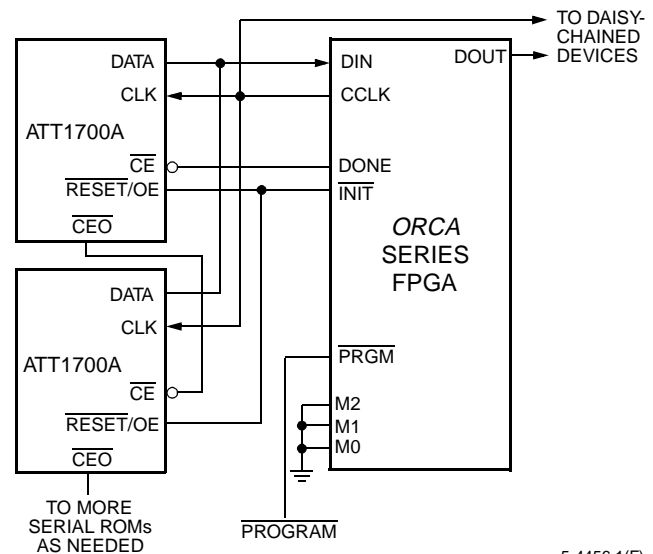 TO DAISY-
CHAINED
DEVICES
DATA
CLK
ATT1700A
CE
RESET/OE
CEO
DIN
DOUT
CCLK
DONE
INIT
ORCA
SERIES
FPGA
PRGM
M2
M1
M0
DATA
CLK
ATT1700A
CE
RESET/OE
CEO
TO MORE
SERIAL ROMs
AS NEEDED
PROGRAM